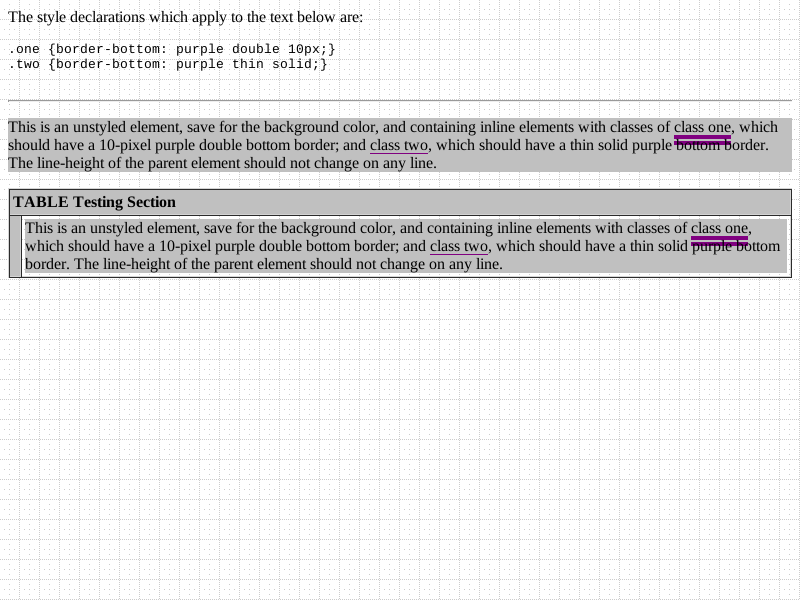 The style declarations which apply to the text below are:
.one {border-bottom: purple double 10px;}
.two {border-bottom: purple thin solid;}
This is an unstyled element, save for the background color, and containing inline elements with classes of class one, which
should have a 10-pixel purple double bottom border; and class two, which should have a thin solid purple bottom border.
The line-height of the parent element should not change on any line.
TABLE Testing Section
This is an unstyled element, save for the background color, and containing inline elements with classes of class one,
which should have a 10-pixel purple double bottom border; and class two, which should have a thin solid purple bottom
border. The line-height of the parent element should not change on any line.